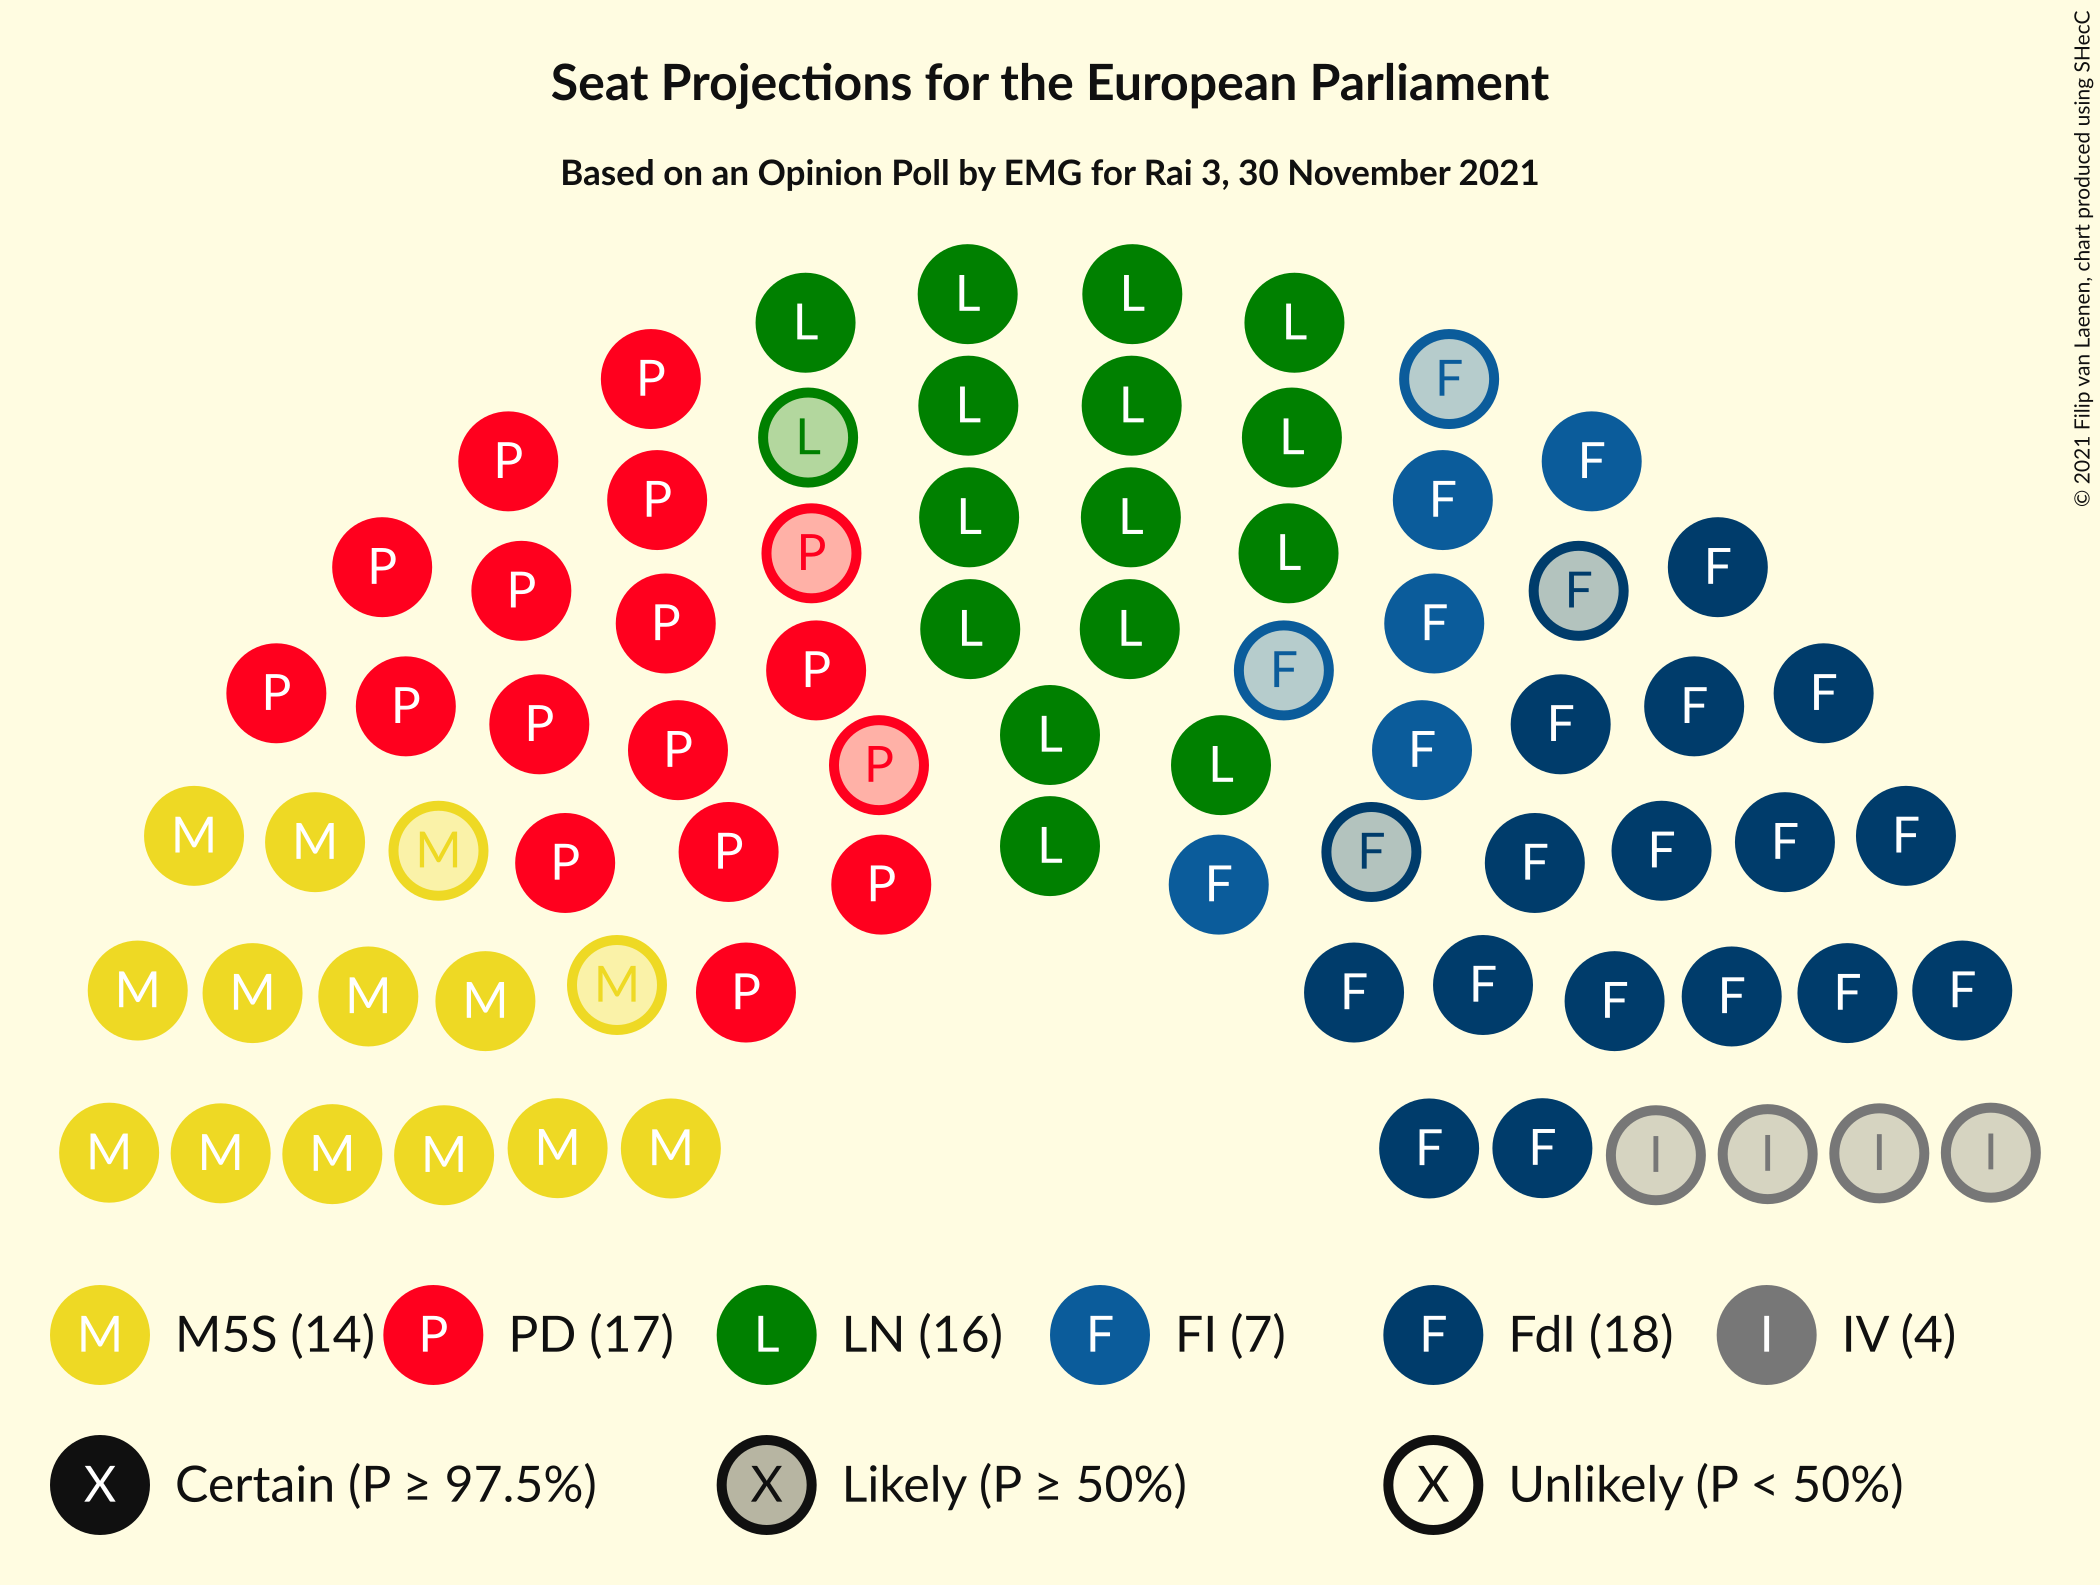 Seat Projections for the European Parliament
Based on an Opinion Poll by EMG for Rai 3, 30 November 2021
© 2021 Filip van Laenen, chart produced using SHecC
L L
L L
P F
L L
P L L F
P P L F
P L L
P P L
P P F F
L L
P F
P F
P P P P L F F F F F
L
P L F
M M M P P L F F F F F
P F
M M M M M P F F F F F F
M M M M M M F F I I I I
M M5S (14) P PD (17) L LN (16) F FI (7) F FdI (18) I IV (4)
X Certain (P ≥ 97.5%) X Likely (P ≥ 50%) X Unlikely (P < 50%)